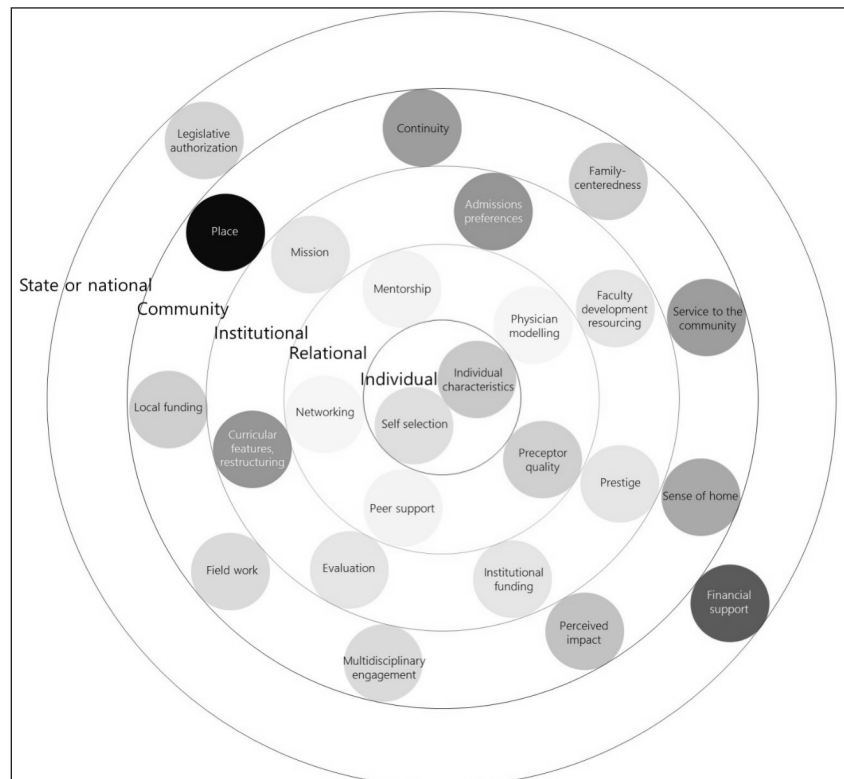 Legislative
authorization
Continuity
Family-
centeredness
Admissions
preferences
Place
Mission
State or national
Community
Institutional
Relational
Individual
Mentorship
Physician
modelling
Faculty
development
resourcing
Service to the
community
Individual
characteristics
Local funding
Networking
Self selection
Curricular
features,
restructuring
Preceptor
quality
Prestige
Sense of home
Peer support
Field work
Evaluation
Institutional
funding
Financial
support
Perceived
impact
Multidisciplinary
engagement